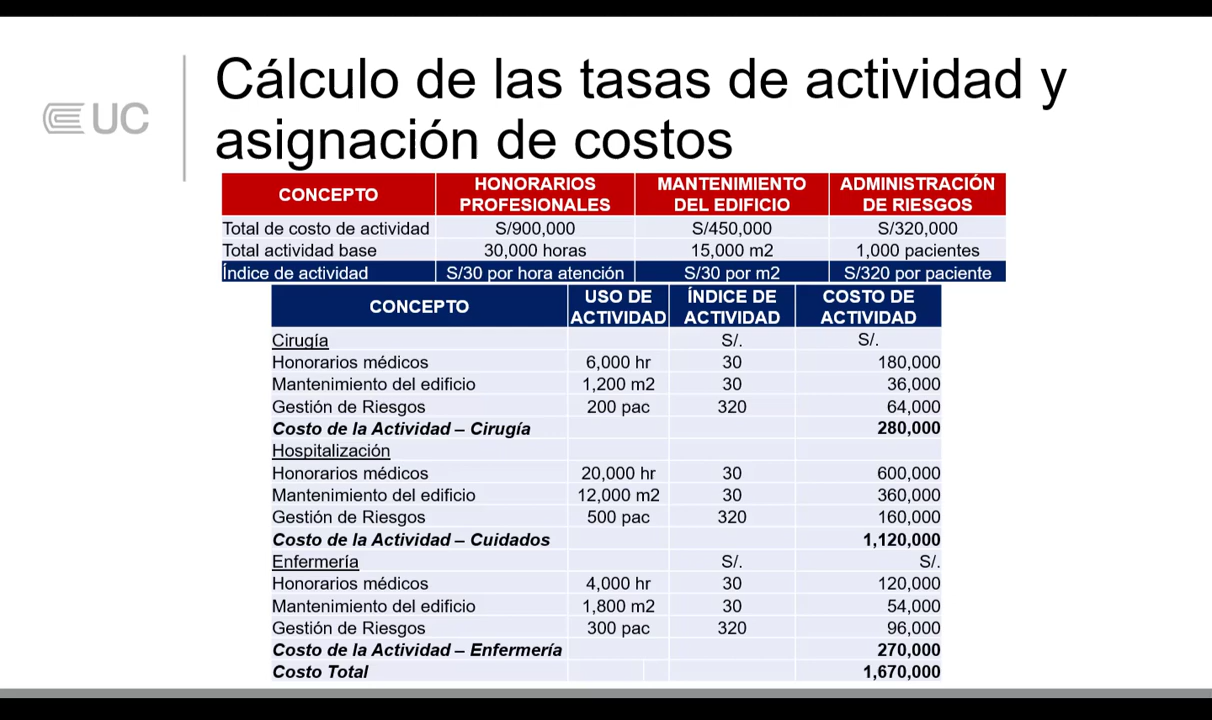 UC
Cálculo de las tasas de actividad y
asignación de costos
CONCEPTO HONORARIOS PROFESIONALES MANTENIMIENTO DEL EDIFICIO ADMINISTRACIÓN DE RIESGOS
Total de costo de actividad S/900,000 S/450,000 S/320,000
Total actividad base 30,000 horas 15,000 m2 1,000 pacientes
Índice de actividad S/30 por hora atención S/30 por m2 S/320 por paciente
CONCEPTO USO DE ACTIVIDAD ÍNDICE DE ACTIVIDAD COSTO DE ACTIVIDAD
Cirugía S/. S/.
Honorarios médicos 6,000 hr 30 180,000
Mantenimiento del edificio 1,200 m2 30 36,000
Gestión de Riesgos 200 pac 320 64,000
Costo de la Actividad – Cirugía 280,000
Hospitalización
Honorarios médicos 20,000 hr 30 600,000
Mantenimiento del edificio 12,000 m2 30 360,000
Gestión de Riesgos 500 pac 320 160,000
Costo de la Actividad – Cuidados 1,120,000
Enfermería S/. S/.
Honorarios médicos 4,000 hr 30 120,000
Mantenimiento del edificio 1,800 m2 30 54,000
Gestión de Riesgos 300 pac 320 96,000
Costo de la Actividad – Enfermería 270,000
Costo Total 1,670,000